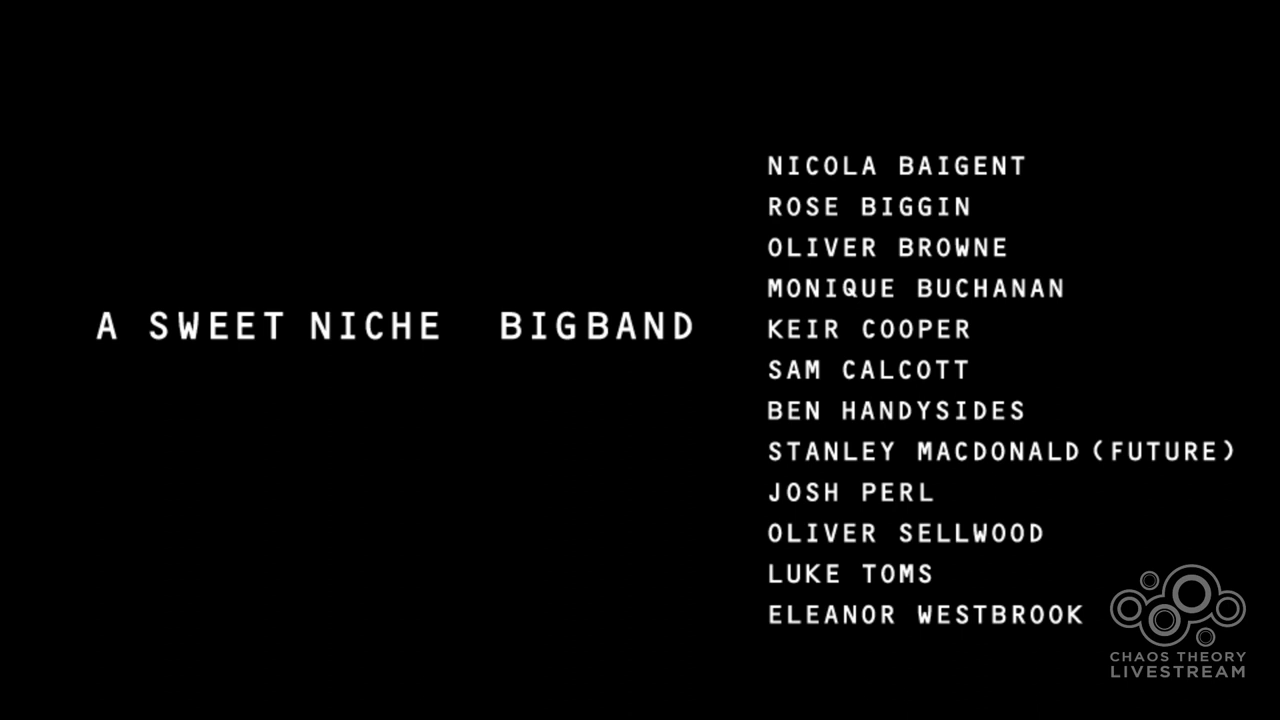 A SWEET NICHE BIGBAND
NICOLA BAIGENT
ROSE BIGGIN
OLIVER BROWNE
MONIQUE BUCHANAN
KEIR COOPER
SAM CALCOTT
BEN HANDYSIDES
STANLEY MACDONALD (FUTURE)
JOSH PERL
OLIVER SELLWOOD
LUKE TOMS
ELEANOR WESTBROOK
CHAOS THEORY
LIVESTREAM